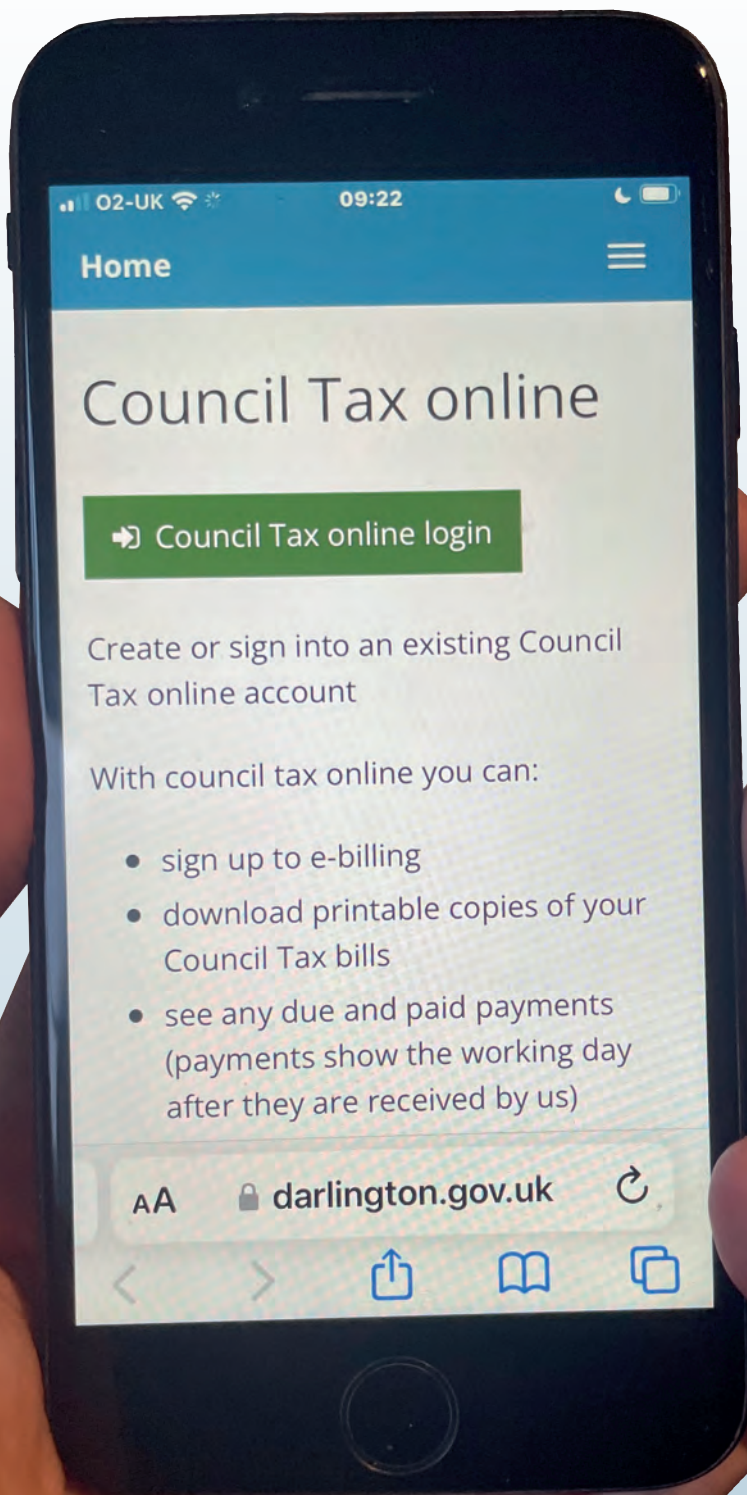 O2-UK 09:22
Home
Council Tax online
Council Tax online login
Create or sign into an existing Council
Tax online account
With council tax online you can:
• sign up to e-billing
• download printable copies of your
Council Tax bills
• see any due and paid payments
(payments show the working day
after they are received by us)
AA darlington.gov.uk